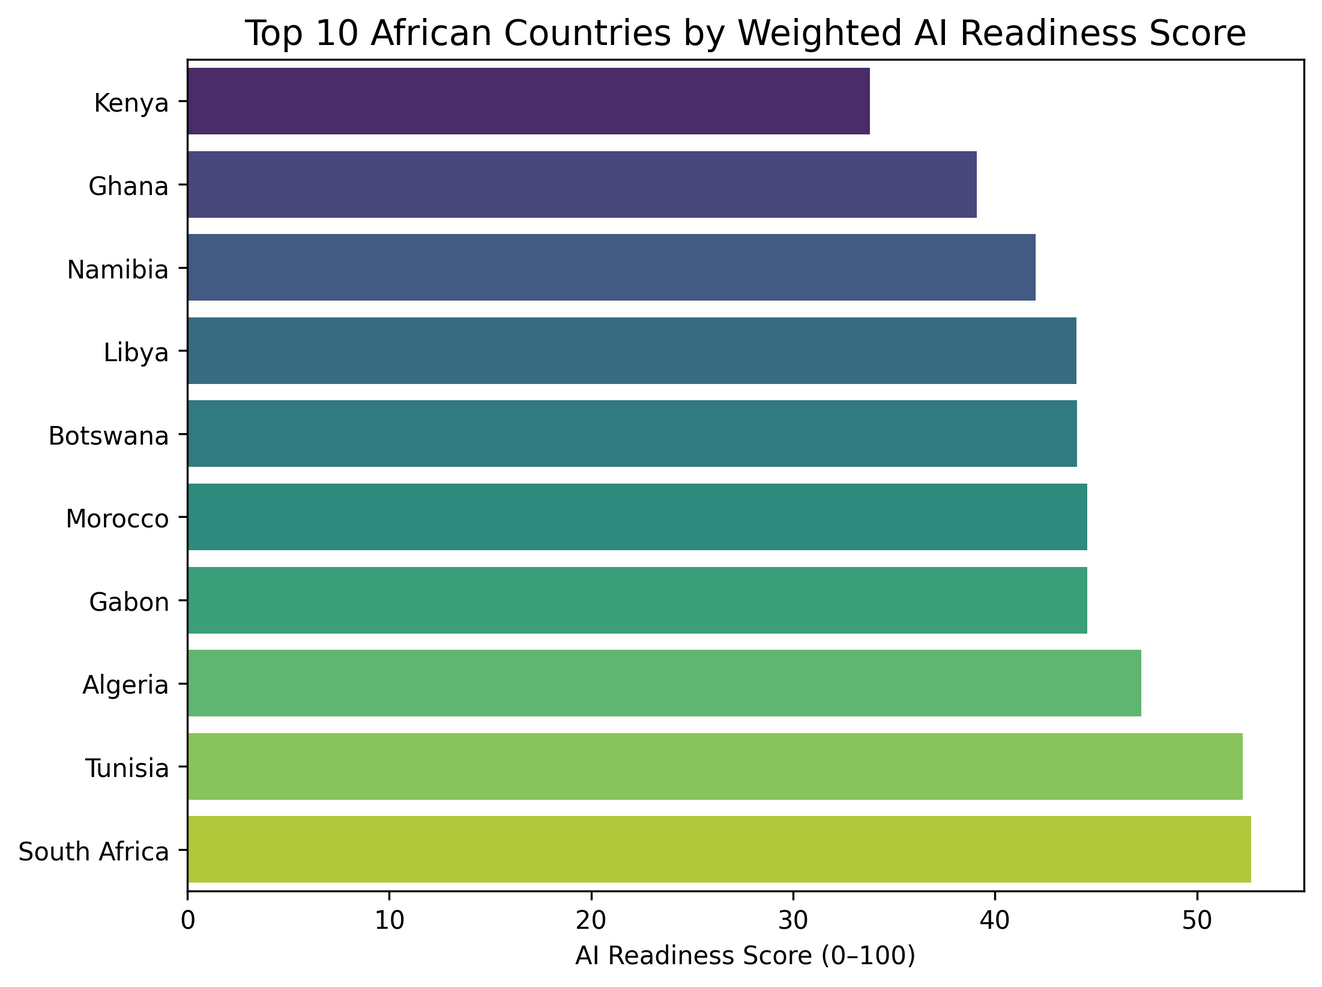 Top 10 African Countries by Weighted AI Readiness Score
Kenya
Ghana
Namibia
Libya
Botswana
Morocco
Gabon
Algeria
Tunisia
South Africa
0 10 20 30 40 50
AI Readiness Score (0–100)